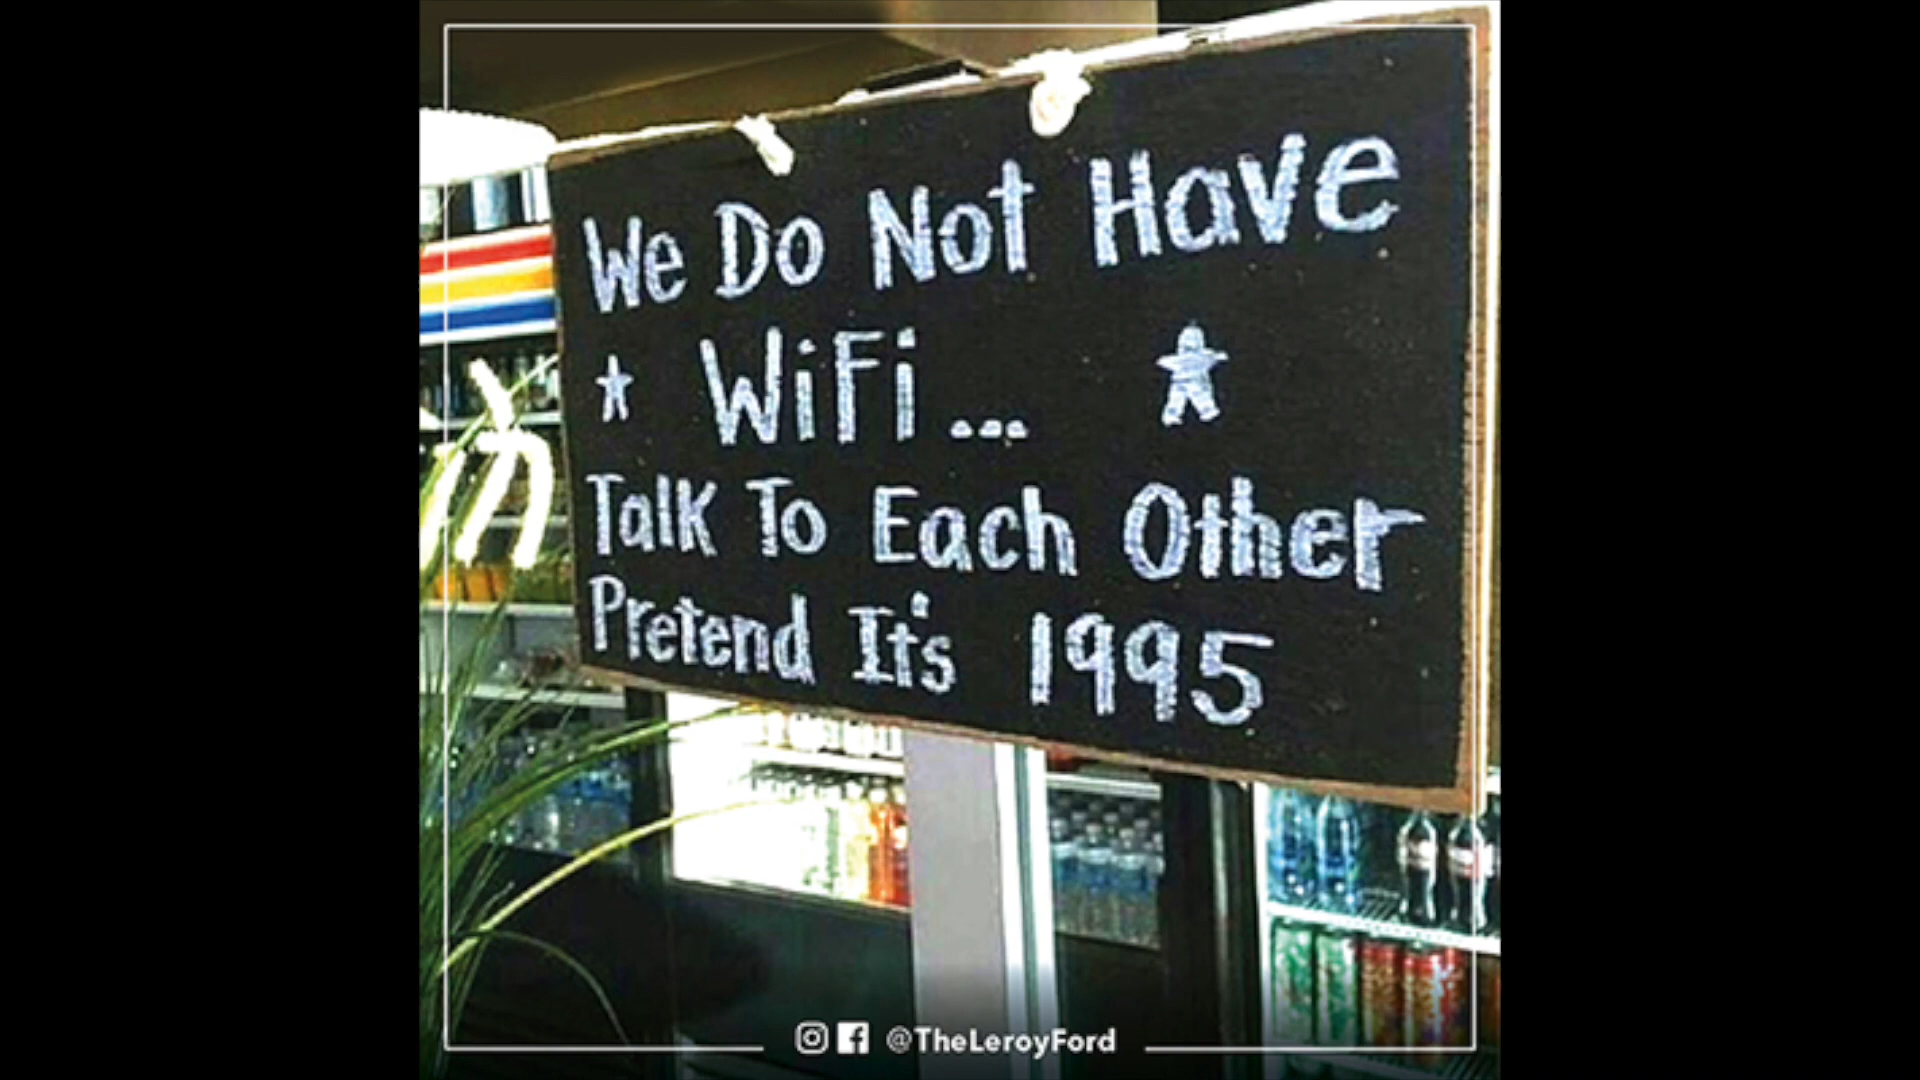 We Do Not Have
WiFi...
Talk To Each Other
Pretend It's 1995
@TheLeroyFord